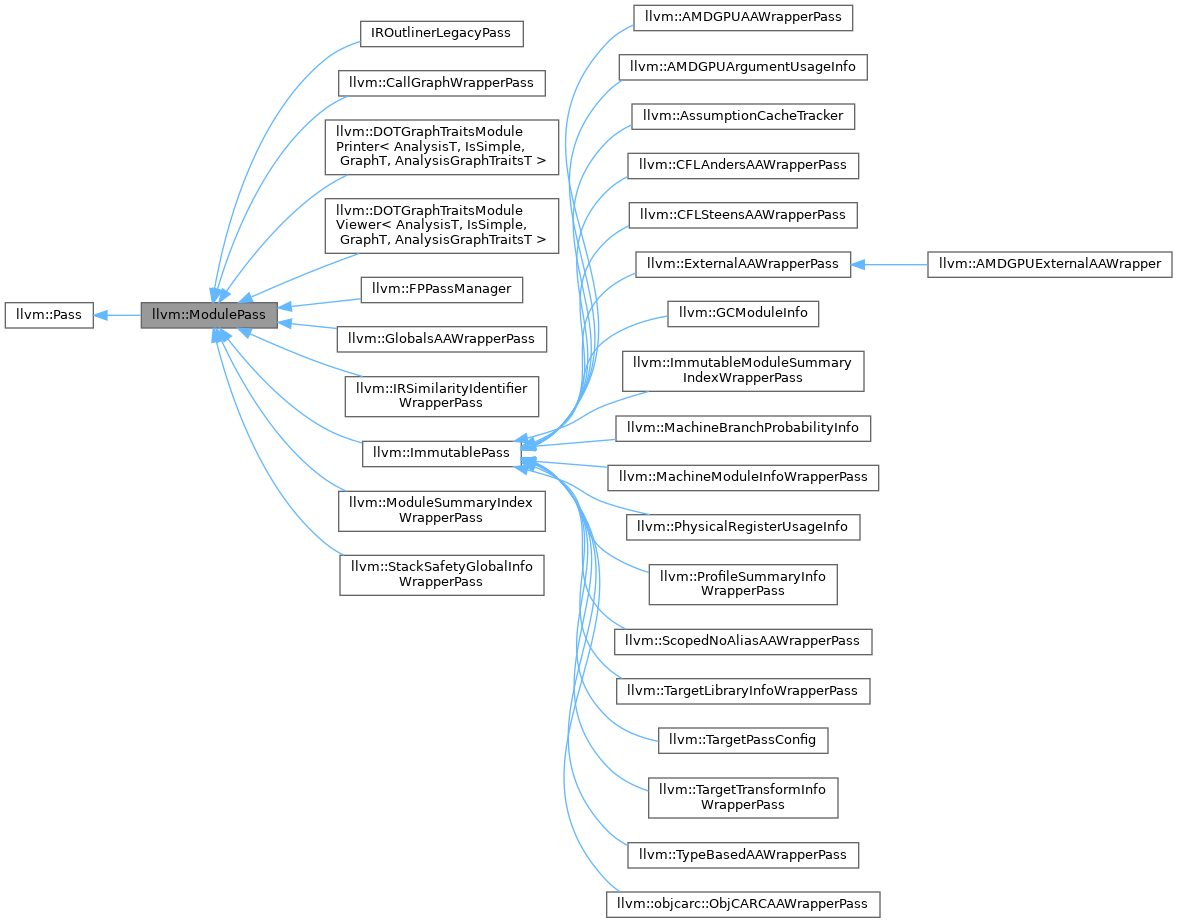 llvm::Pass
llvm::ModulePass
IROutlinerLegacyPass
llvm::CallGraphWrapperPass
llvm::DOTGraphTraitsModule
Printer< AnalysisT, IsSimple,
GraphT, AnalysisGraphTraitsT >
llvm::DOTGraphTraitsModule
Viewer< AnalysisT, IsSimple,
GraphT, AnalysisGraphTraitsT >
llvm::FPPassManager
llvm::GlobalsAAWrapperPass
llvm::IRSimilarityIdentifier
WrapperPass
llvm::ImmutablePass
llvm::ModuleSummaryIndex
WrapperPass
llvm::StackSafetyGlobalInfo
WrapperPass
llvm::AMDGPUAAWrapperPass
llvm::AMDGPUArgumentUsageInfo
llvm::AssumptionCacheTracker
llvm::CFLAndersAAWrapperPass
llvm::CFLSteensAAWrapperPass
llvm::ExternalAAWrapperPass
llvm::AMDGPUExternalAAWrapper
llvm::GCModuleInfo
llvm::ImmutableModuleSummary
IndexWrapperPass
llvm::MachineBranchProbabilityInfo
llvm::MachineModuleInfoWrapperPass
llvm::PhysicalRegisterUsageInfo
llvm::ProfileSummaryInfo
WrapperPass
llvm::ScopedNoAliasAAWrapperPass
llvm::TargetLibraryInfoWrapperPass
llvm::TargetPassConfig
llvm::TargetTransformInfo
WrapperPass
llvm::TypeBasedAAWrapperPass
llvm::objcarc::ObjCARCAAWrapperPass